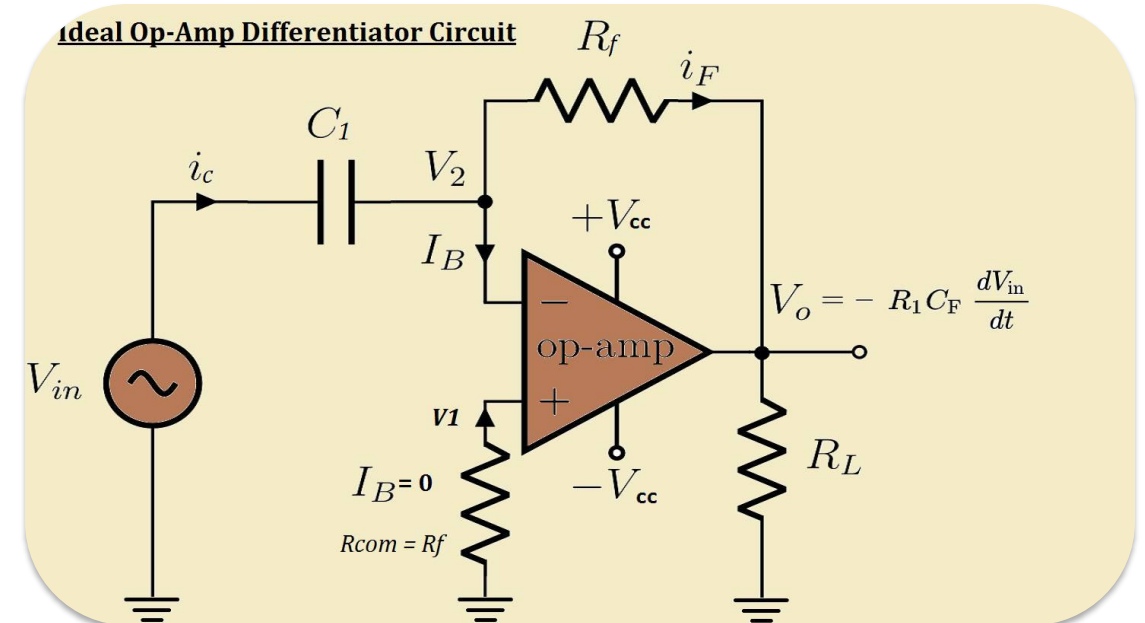 Ideal Op-Amp Differentiator Circuit
Rf
iF
C1
ic
V2
+Vcc
IB
Vo = − R1CF dVin/dt
− op-amp +
Vin
V1
RL
IB= 0
−Vcc
Rcom = Rf